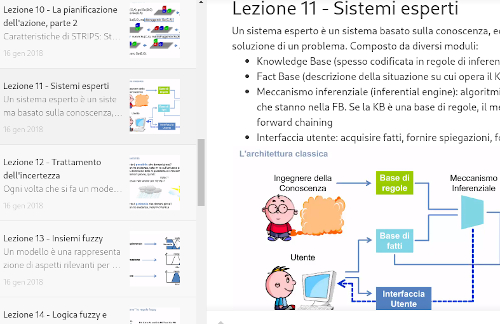 Lezione 10 - La pianificazione
dell'azione, parte 2
Caratteristiche di STRIPS: St...
16 gen 2018
Lezione 11 - Sistemi esperti
Un sistema esperto è un siste
ma basato sulla conoscenza,...
16 gen 2018
Lezione 12 - Trattamento
dell'incertezza
Ogni volta che si fa un mode...
16 gen 2018
Lezione 13 - Insiemi fuzzy
Un modello è una rappresenta
zione di aspetti rilevanti per ...
16 gen 2018
Lezione 14 - Logica fuzzy e
Lezione 11 - Sistemi esperti
Un sistema esperto è un sistema basato sulla conoscenza,
soluzione di un problema. Composto da diversi moduli:
• Knowledge Base (spesso codificata in regole di inferen
• Fact Base (descrizione della situazione su cui opera il K
• Meccanismo inferenziale (inferential engine): algoritmi
che stanno nella FB. Se la KB è una base di regole, il me
forward chaining
• Interfaccia utente: acquisire fatti, fornire spiegazioni, fo
L'architettura classica
Ingegnere della
Conoscenza
Base di
regole
Meccanismo
Inferenziale
Base di
fatti
Utente
Interfaccia
Utente